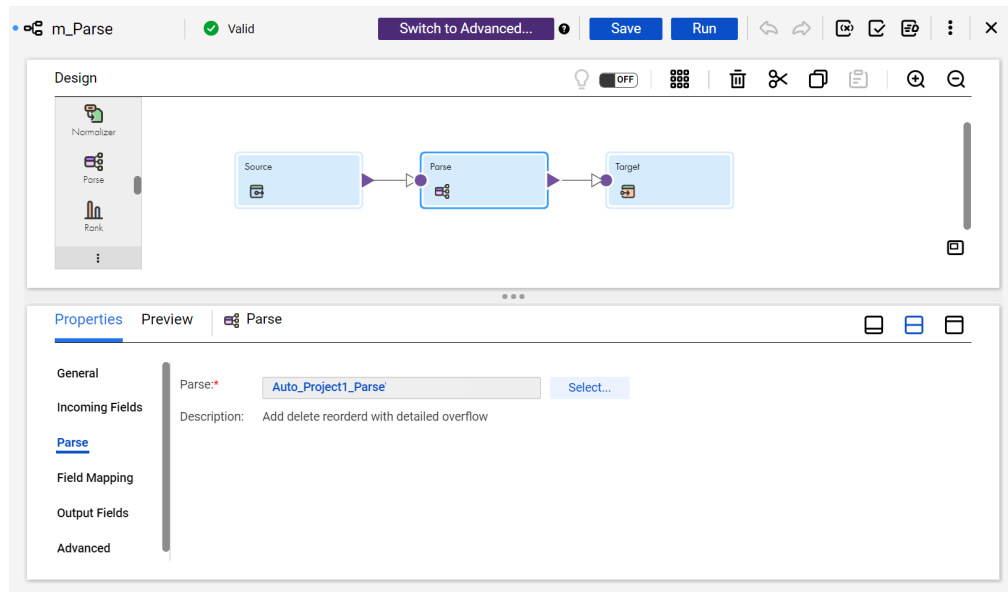 m_Parse Valid Switch to Advanced... ? Save Run
Design OFF
Normalizer
Parse
Rank
Source Parse Target
Properties Preview Parse
General
Incoming Fields
Parse
Field Mapping
Output Fields
Advanced
Parse:* Auto_Project1_Parse' Select...
Description: Add delete reorderd with detailed overflow